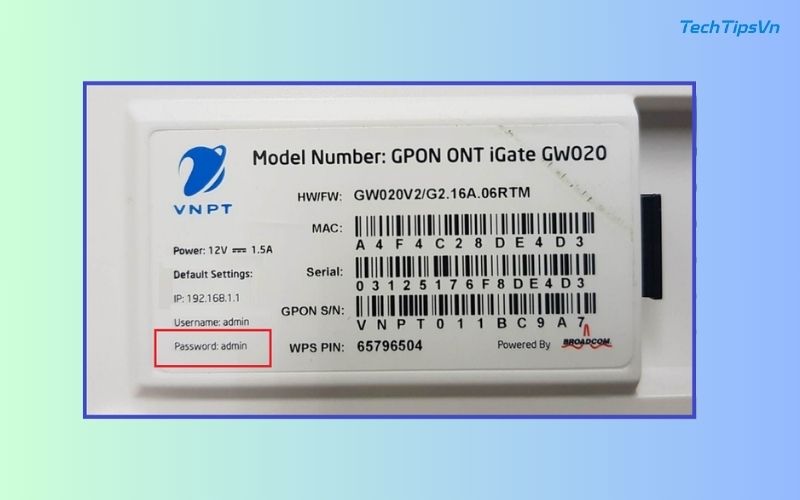 TechTipsVn
Model Number: GPON ONT iGate GW020
VNPT
HW/FW: GW020V2/G2.16A.06RTM
MAC:
A4F4C28DE4D3
Power: 12V ⎓ 1.5A
Default Settings:
Serial:
03125176F8DE4D3
IP: 192.168.1.1
GPON S/N:
VNPT011BC9A7
Username: admin
Password: admin
WPS PIN: 65796504
Powered By BROADCOM